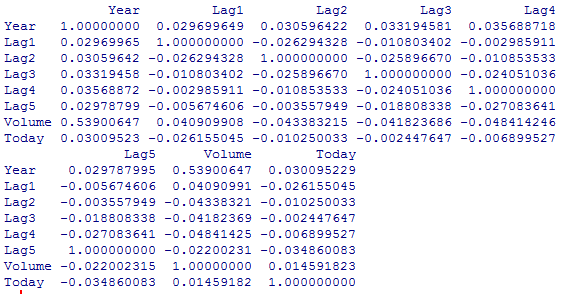 Year Lag1 Lag2 Lag3 Lag4
Year 1.00000000 0.029699649 0.030596422 0.033194581 0.035688718
Lag1 0.02969965 1.000000000 -0.026294328 -0.010803402 -0.002985911
Lag2 0.03059642 -0.026294328 1.000000000 -0.025896670 -0.010853533
Lag3 0.03319458 -0.010803402 -0.025896670 1.000000000 -0.024051036
Lag4 0.03568872 -0.002985911 -0.010853533 -0.024051036 1.000000000
Lag5 0.02978799 -0.005674606 -0.003557949 -0.018808338 -0.027083641
Volume 0.53900647 0.040909908 -0.043383215 -0.041823686 -0.048414246
Today 0.03009523 -0.026155045 -0.010250033 -0.002447647 -0.006899527
Lag5 Volume Today
Year 0.029787995 0.53900647 0.030095229
Lag1 -0.005674606 0.04090991 -0.026155045
Lag2 -0.003557949 -0.04338321 -0.010250033
Lag3 -0.018808338 -0.04182369 -0.002447647
Lag4 -0.027083641 -0.04841425 -0.006899527
Lag5 1.000000000 -0.02200231 -0.034860083
Volume -0.022002315 1.00000000 0.014591823
Today -0.034860083 0.01459182 1.000000000